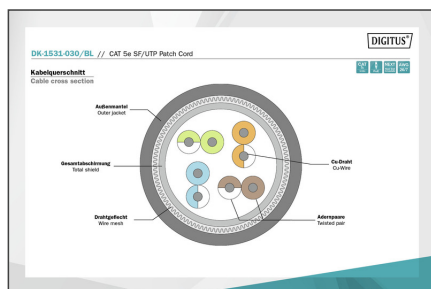 DIGITUS®
DK-1531-030/BL // CAT 5e SF/UTP Patch Cord
Kabelquerschnitt
Cable cross section
Außenmantel
Outer jacket
Gesamtabschirmung
Total shield
Drahtgeflecht
Wire mesh
Cu-Draht
Cu-Wire
Adernpaare
Twisted pair